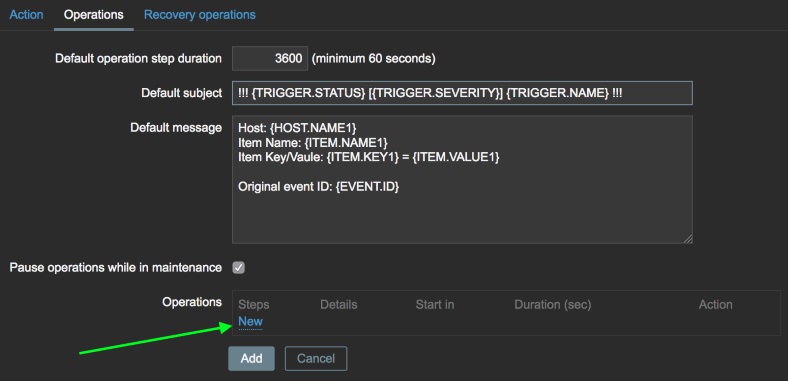 Action Operations Recovery operations
Default operation step duration 3600 (minimum 60 seconds)
Default subject !!! {TRIGGER.STATUS} [{TRIGGER.SEVERITY}] {TRIGGER.NAME} !!!
Default message Host: {HOST.NAME1}
Item Name: {ITEM.NAME1}
Item Key/Vaule: {ITEM.KEY1} = {ITEM.VALUE1}
Original event ID: {EVENT.ID}
Pause operations while in maintenance
Operations Steps Details Start in Duration (sec) Action
New
Add Cancel